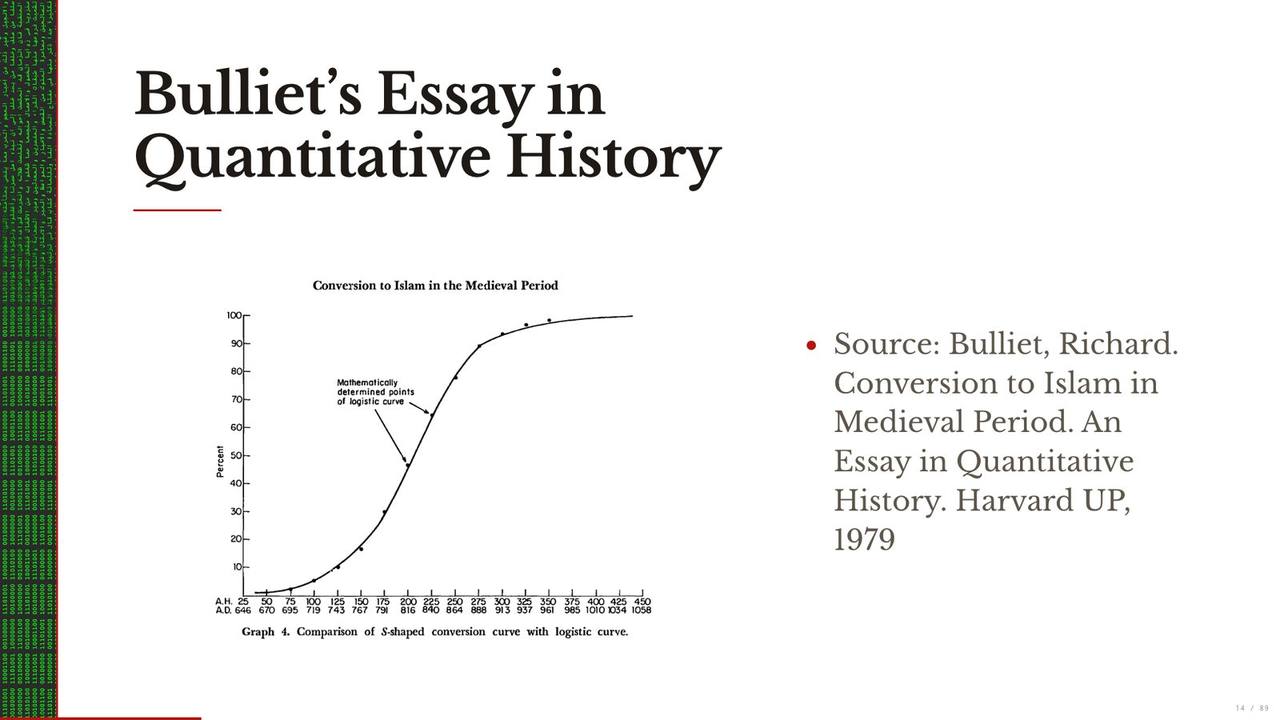 Bulliet’s Essay in
Quantitative History
Conversion to Islam in the Medieval Period
100
90
80
70
60
50
40
30
20
10
Percent
Mathematically
determined points
of logistic curve
A.H. 25 50 75 100 125 150 175 200 225 250 275 300 325 350 375 400 425 450
A.D. 646 670 695 719 743 767 791 816 840 864 888 913 937 961 985 1010 1034 1058
Graph 4. Comparison of S-shaped conversion curve with logistic curve.
• Source: Bulliet, Richard.
Conversion to Islam in
Medieval Period. An
Essay in Quantitative
History. Harvard UP,
1979
14 / 89